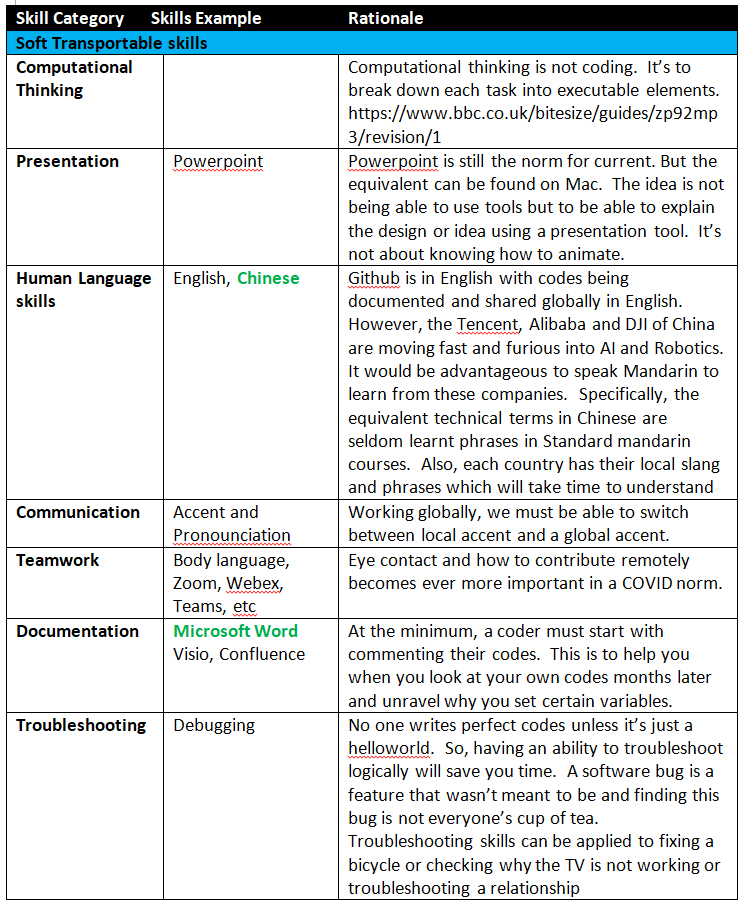 Skill Category Skills Example Rationale
Soft Transportable skills
Computational
Thinking
Computational thinking is not coding. It's to
break down each task into executable elements.
https://www.bbc.co.uk/bitesize/guides/zp92mp
3/revision/1
Presentation
Powerpoint
Powerpoint is still the norm for current. But the
equivalent can be found on Mac. The idea is not
being able to use tools but to be able to explain
the design or idea using a presentation tool. It's
not about knowing how to animate.
Human Language
skills
English, Chinese
Github is in English with codes being
documented and shared globally in English.
However, the Tencent, Alibaba and DJI of China
are moving fast and furious into AI and Robotics.
It would be advantageous to speak Mandarin to
learn from these companies. Specifically, the
equivalent technical terms in Chinese are
seldom learnt phrases in Standard mandarin
courses. Also, each country has their local slang
and phrases which will take time to understand
Communication
Accent and
Pronounciation
Working globally, we must be able to switch
between local accent and a global accent.
Teamwork
Body language,
Zoom, Webex,
Teams, etc
Eye contact and how to contribute remotely
becomes ever more important in a COVID norm.
Documentation
Microsoft Word
Visio, Confluence
At the minimum, a coder must start with
commenting their codes. This is to help you
when you look at your own codes months later
and unravel why you set certain variables.
Troubleshooting
Debugging
No one writes perfect codes unless it's just a
helloworld. So, having an ability to troubleshoot
logically will save you time. A software bug is a
feature that wasn't meant to be and finding this
bug is not everyone's cup of tea.
Troubleshooting skills can be applied to fixing a
bicycle or checking why the TV is not working or
troubleshooting a relationship